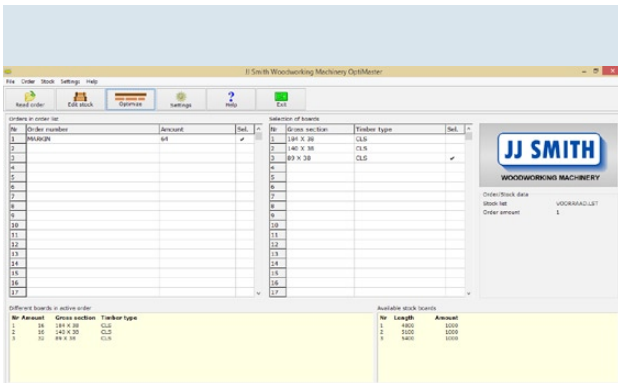 JJ Smith Woodworking Machinery OptiMaster
File Order Stock Settings Help
Read order Edit stock Optimize Settings Help Exit
Orders in order list Selection of boards
Nr Order number Amount Sel. Nr Gross section Timber type Sel.
1 MARKIN 64 ✔ 1 184 X 38 CLS
2 2 140 X 38 CLS
3 3 89 X 38 CLS ✔
4 4
5 5
6 6
7 7
8 8
9 9
10 10
11 11
12 12
13 13
14 14
15 15
16 16
17 17
JJ SMITH
WOODWORKING MACHINERY
Order/Stock data
Stock list VOORRAAD.LST
Order amount 1
Different boards in active order
Nr Amount Gross section Timber type
1 16 184 X 38 CLS
2 16 140 X 38 CLS
3 32 89 X 38 CLS
Available stock boards
Nr Length Amount
1 4800 1000
2 5100 1000
3 5400 1000